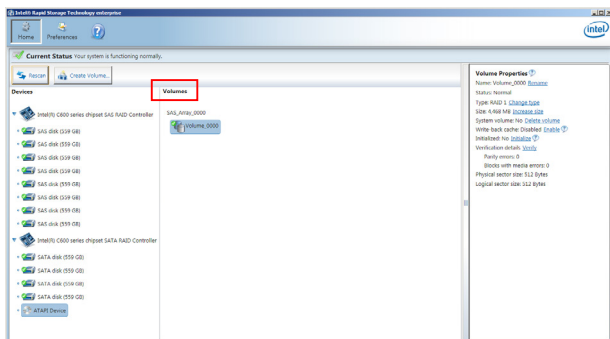 Intel® Rapid Storage Technology enterprise
Home
Preferences
intel
Current Status Your system is functioning normally.
Rescan
Create Volume...
Devices
Intel(R) C600 series chipset SAS RAID Controller
SAS disk (559 GB)
SAS disk (559 GB)
SAS disk (559 GB)
SAS disk (559 GB)
SAS disk (559 GB)
SAS disk (559 GB)
SAS disk (559 GB)
Intel(R) C600 series chipset SATA RAID Controller
SATA disk (559 GB)
SATA disk (559 GB)
SATA disk (559 GB)
SATA disk (559 GB)
ATAPI Device
Volumes
SAS_Array_0000
Volume_0000
Volume Properties
Name: Volume_0000 Rename
Status: Normal
Type: RAID 1 Change type
Size: 4,468 MB Increase size
System volume: No Delete volume
Write-back cache: Disabled Enable
Initialized: No Initialize
Verification details Verify
Parity errors: 0
Blocks with media errors: 0
Physical sector size: 512 Bytes
Logical sector size: 512 Bytes